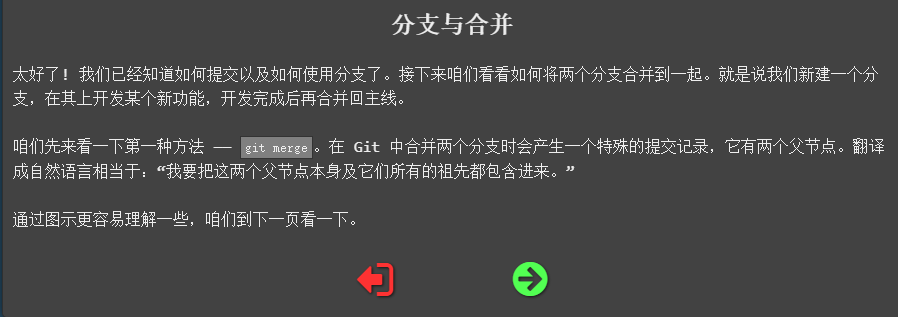 分支与合并
太好了! 我们已经知道如何提交以及如何使用分支了。接下来咱们看看如何将两个分支合并到一起。就是说我们新建一个分
支，在其上开发某个新功能，开发完成后再合并回主线。
咱们先来看一下第一种方法 —— git merge。在 Git 中合并两个分支时会产生一个特殊的提交记录，它有两个父节点。翻译
成自然语言相当于：“我要把这两个父节点本身及它们所有的祖先都包含进来。”
通过图示更容易理解一些，咱们到下一页看一下。